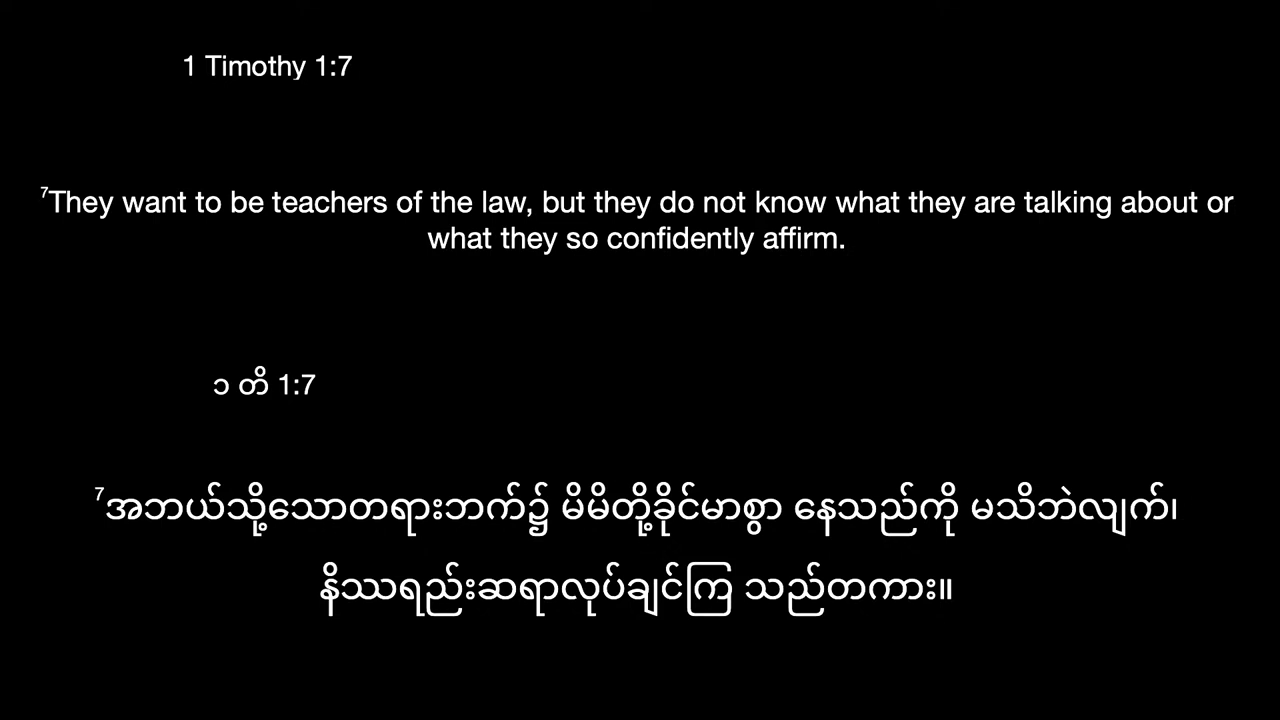 1 Timothy 1:7
⁷They want to be teachers of the law, but they do not know what they are talking about or
what they so confidently affirm.
၁ တိ 1:7
⁷အဘယ်သို့သောတရားဘက်၌ မိမိတို့ခိုင်မာစွာ နေသည်ကို မသိဘဲလျက်၊
နိဿရည်းဆရာလုပ်ချင်ကြ သည်တကား။